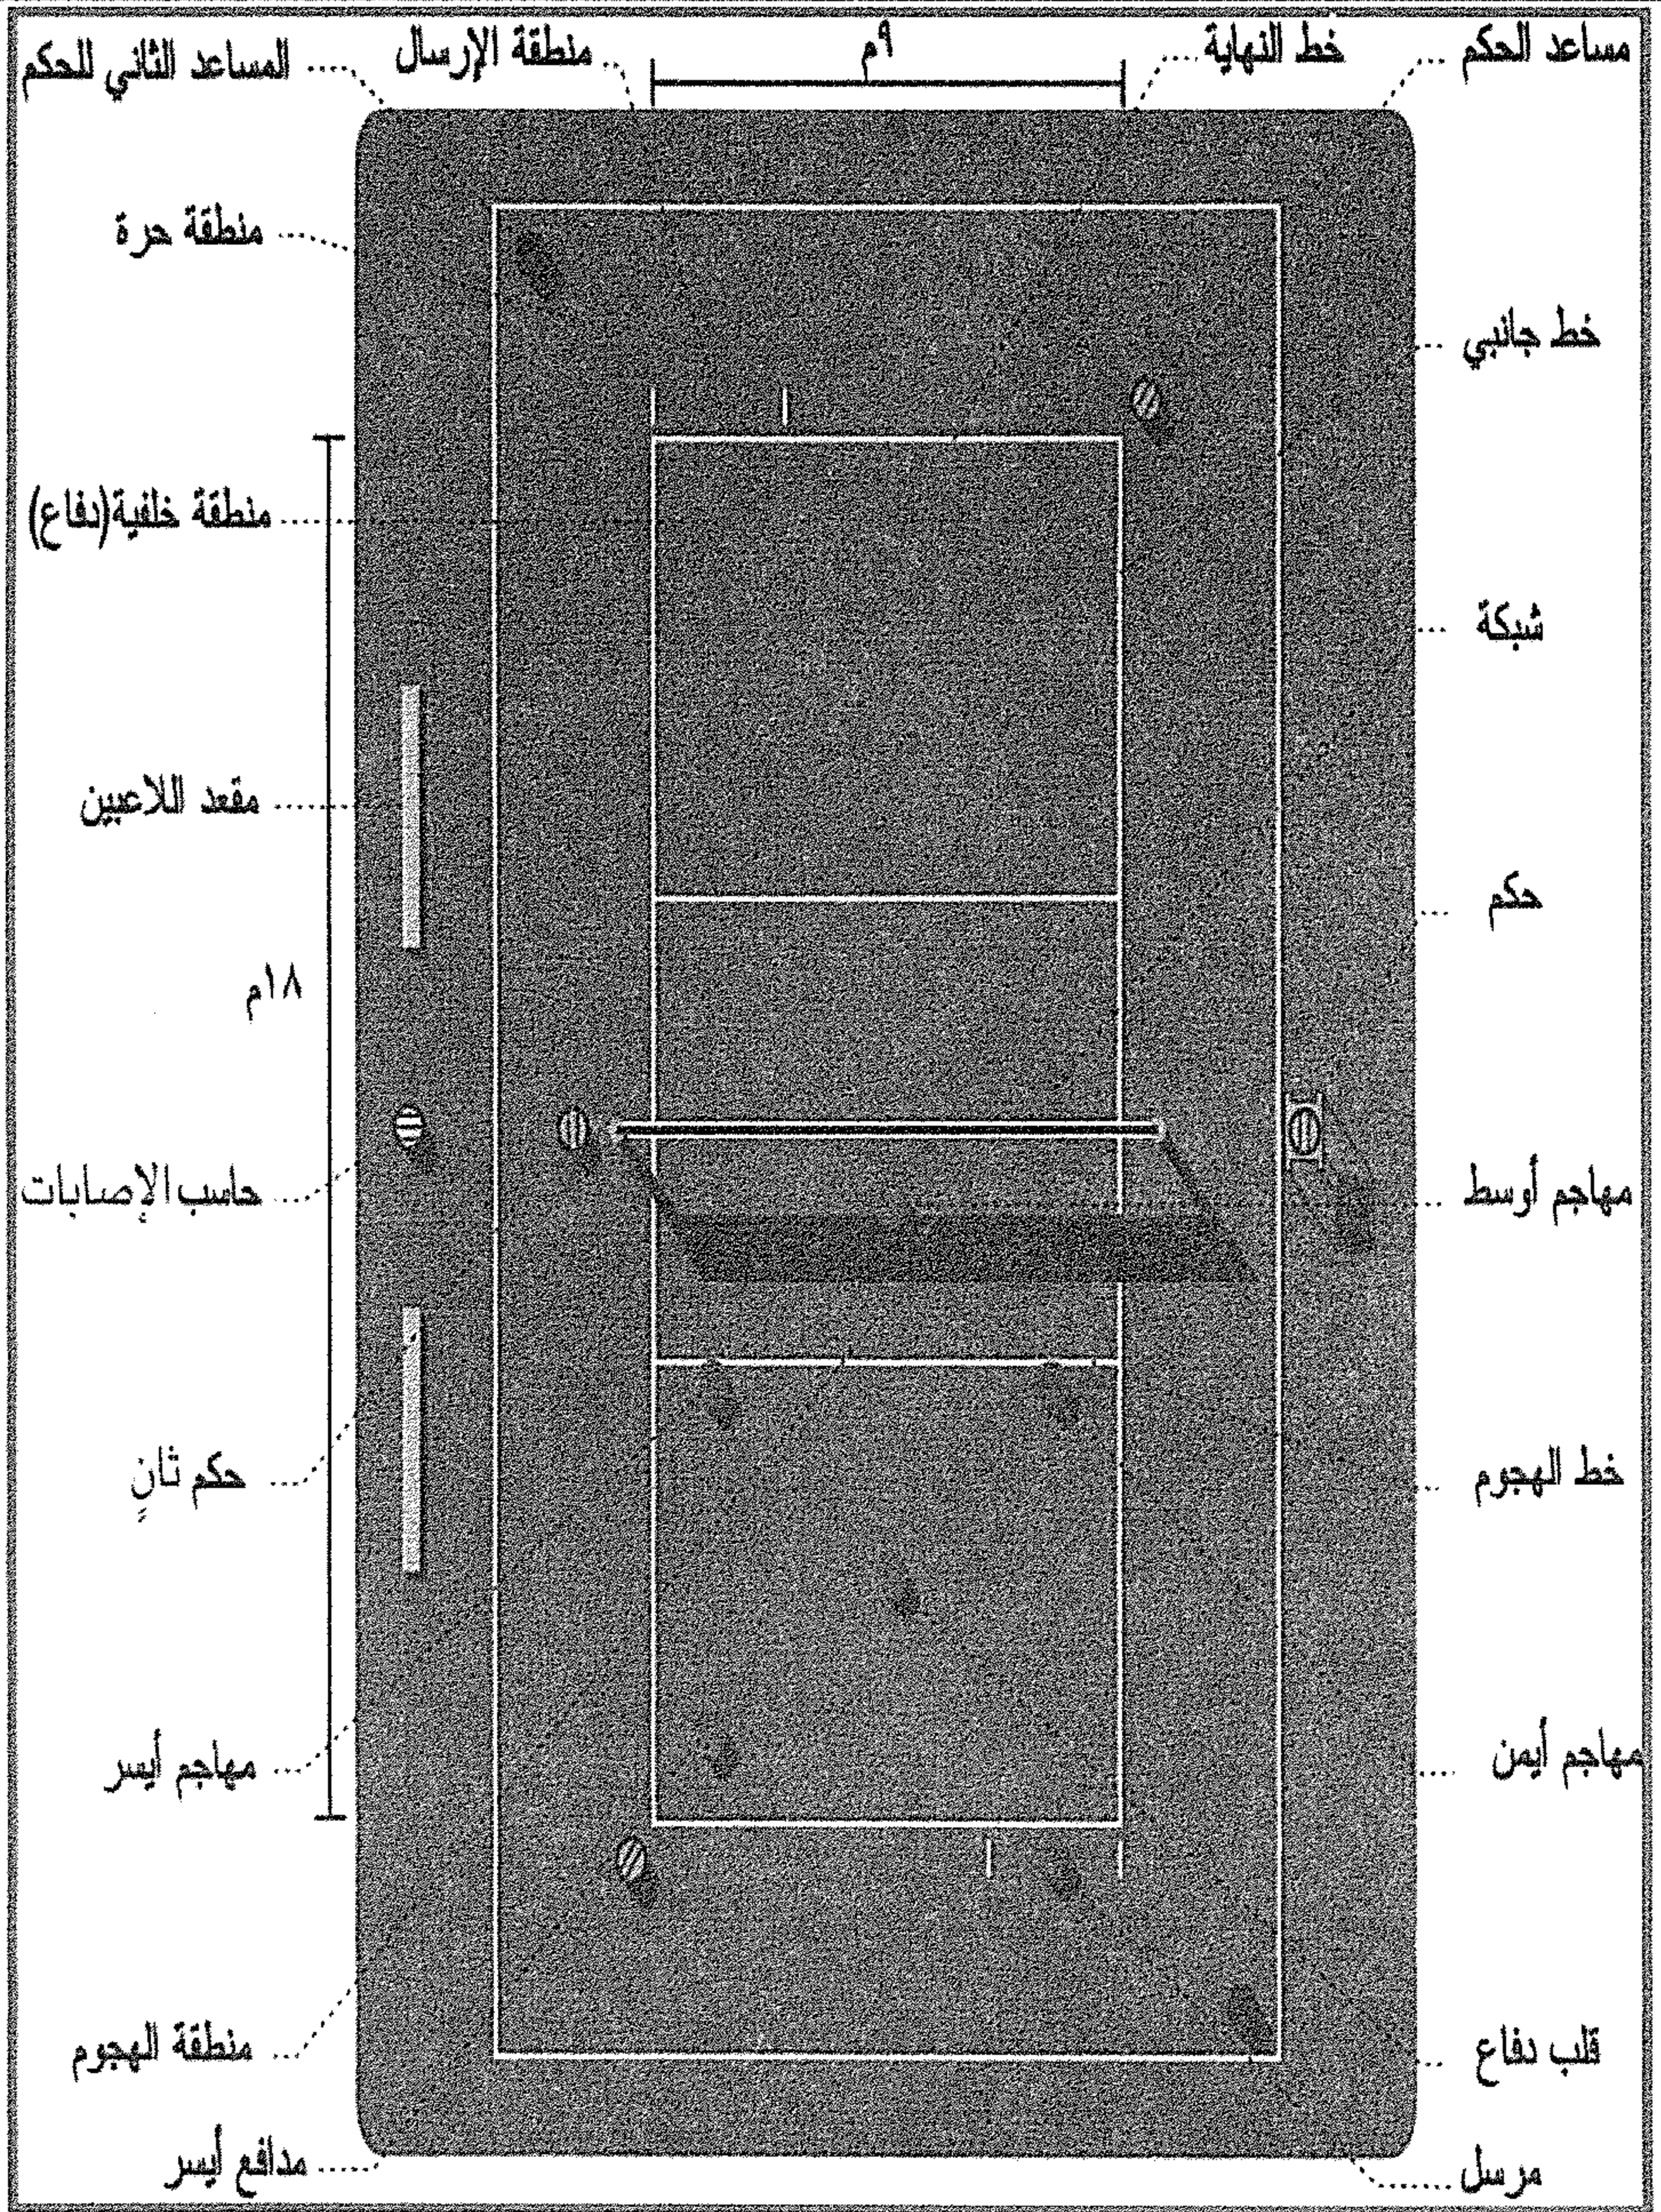 مساعد الحكم
خط النهاية
٩م
منطقة الإرسال
المساعد الثاني للحكم
منطقة حرة
خط جانبي
منطقة خلفية(دفاع)
شبكة
مقعد اللاعبين
حكم
١٨م
مهاجم أوسط
حاسب الإصابات
خط الهجوم
حكم ثانٍ
مهاجم أيمن
مهاجم أيسر
قلب دفاع
منطقة الهجوم
مرسل
مدافع أيسر